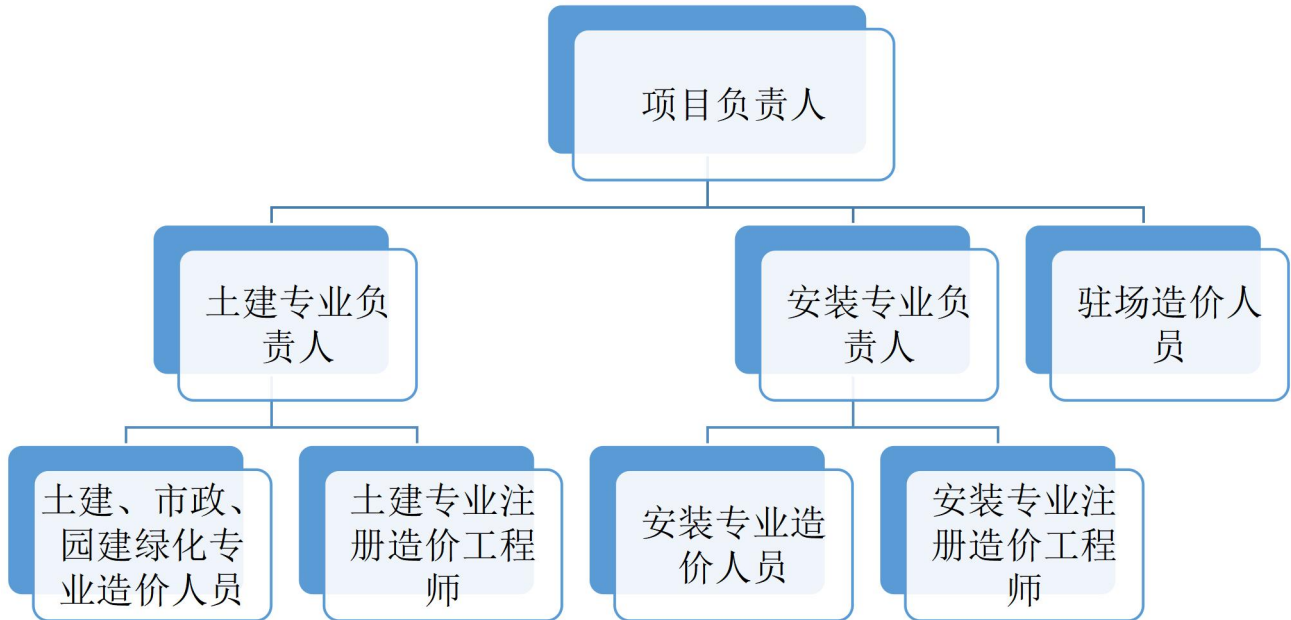 项目负责人
土建专业负
责人
安装专业负
责人
驻场造价人
员
土建、市政、
园建绿化专
业造价人员
土建专业注
册造价工程
师
安装专业造
价人员
安装专业注
册造价工程
师